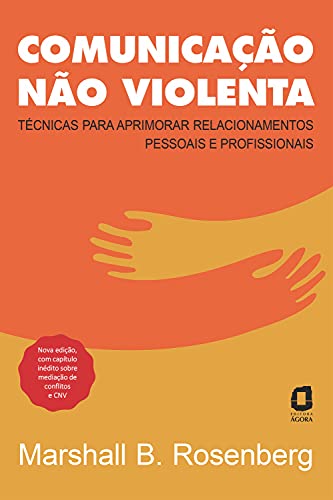 COMUNICAÇÃO
NÃO VIOLENTA
TÉCNICAS PARA APRIMORAR RELACIONAMENTOS
PESSOAIS E PROFISSIONAIS
Nova edição,
com capítulo
inédito sobre
mediação de
conflitos
e CNV
EDITORA
ÁGORA
Marshall B. Rosenberg